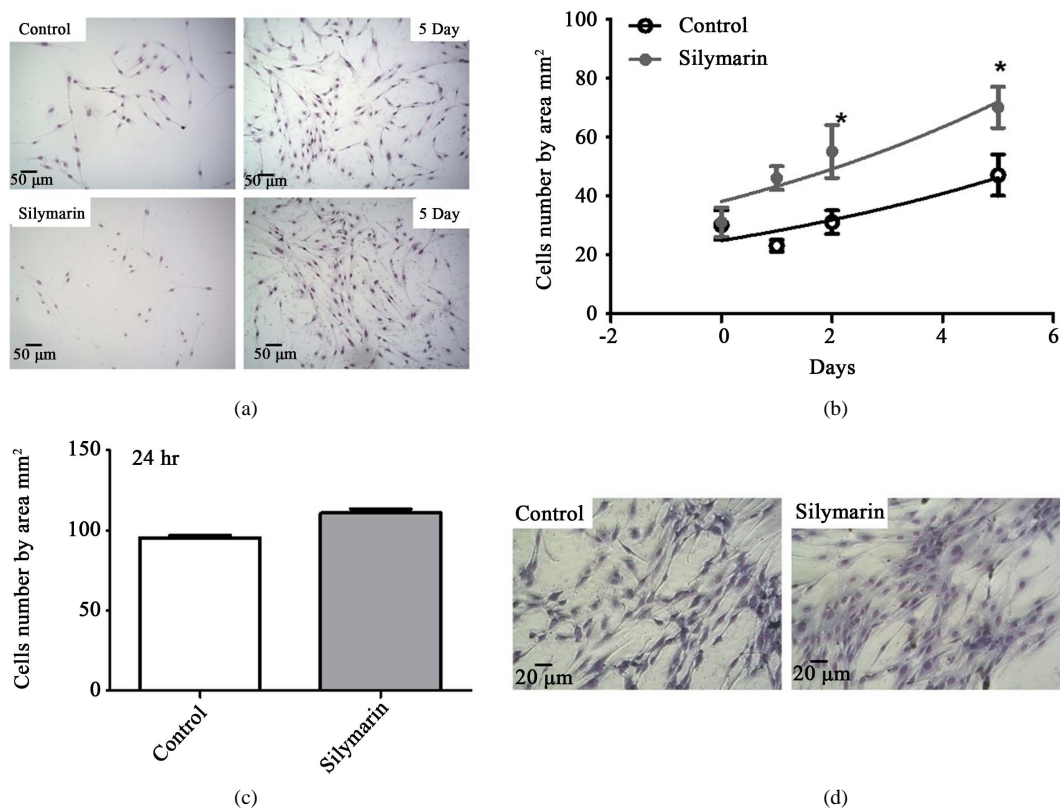 Control
5 Day
50 μm
50 μm
Silymarin
5 Day
50 μm
50 μm
(a)
Cells number by area mm²
100
80
60
40
20
0
Control
Silymarin
*
*
-2
0
2
4
6
Days
(b)
Cells number by area mm²
150
100
50
0
24 hr
Control
Silymarin
(c)
Control
Silymarin
20 μm
20 μm
(d)